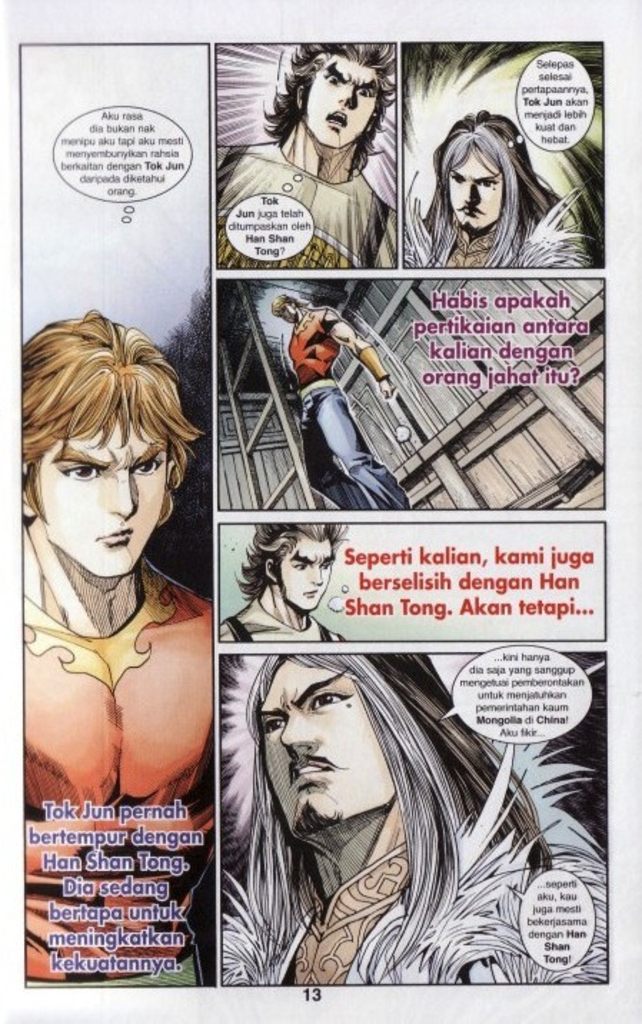 Aku rasa
dia bukan nak
menipu aku tapi aku mesti
menyembunyikan rahsia
berkaitan dengan Tok Jun
daripada diketahui
orang.
Tok Jun pernah
bertempur dengan
Han Shan Tong.
Dia sedang
bertapa untuk
meningkatkan
kekuatannya.
Tok
Jun juga telah
ditumpaskan oleh
Han Shan
Tong?
Selepas
selesai
pertapaannya,
Tok Jun akan
menjadi lebih
kuat dan
hebat.
Habis apakah
pertikaian antara
kalian dengan
orang jahat itu?
Seperti kalian, kami juga
berselisih dengan Han
Shan Tong. Akan tetapi...
...kini hanya
dia saja yang sanggup
mengetuai pemberontakan
untuk menjatuhkan
pemerintahan kaum
Mongolia di China!
Aku fikir...
...seperti
aku, kau
juga mesti
bekerjasama
dengan Han
Shan
Tong!
13